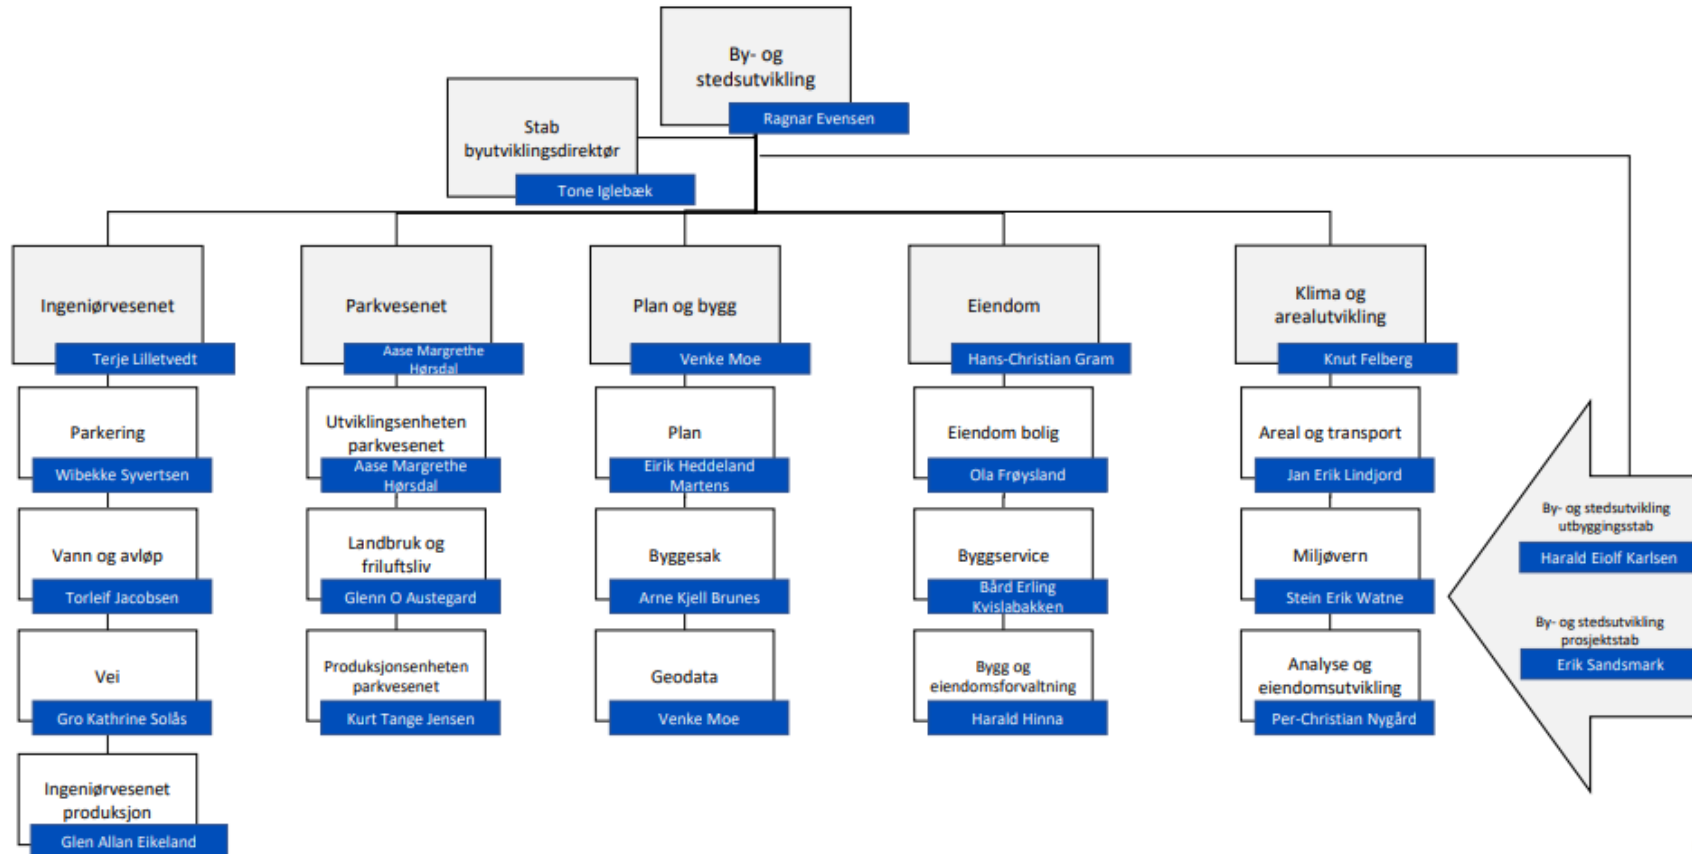 By- og
stedsutvikling
Ragnar Evensen
Stab
byutviklingsdirektør
Tone Iglebæk
Ingeniørvesenet
Terje Lilletvedt
Parkering
Wibekke Syvertsen
Vann og avløp
Torleif Jacobsen
Vei
Gro Kathrine Solås
Ingeniørvesenet
produksjon
Glen Allan Eikeland
Parkvesenet
Aase Margrethe
Hørsdal
Utviklingsenheten
parkvesenet
Aase Margrethe
Hørsdal
Landbruk og
friluftsliv
Glenn O Austegard
Produksjonsenheten
parkvesenet
Kurt Tange Jensen
Plan og bygg
Venke Moe
Plan
Eirik Heddeland
Martens
Byggesak
Arne Kjell Brunes
Geodata
Venke Moe
Eiendom
Hans-Christian Gram
Eiendom bolig
Ola Frøysland
Byggservice
Bård Erling
Kvislabakken
Bygg og
eiendomsforvaltning
Harald Hinna
Klima og
arealutvikling
Knut Felberg
Areal og transport
Jan Erik Lindjord
Miljøvern
Stein Erik Watne
Analyse og
eiendomsutvikling
Per-Christian Nygård
By- og stedsutvikling
utbyggingsstab
Harald Eiolf Karlsen
By- og stedsutvikling
prosjektstab
Erik Sandsmark